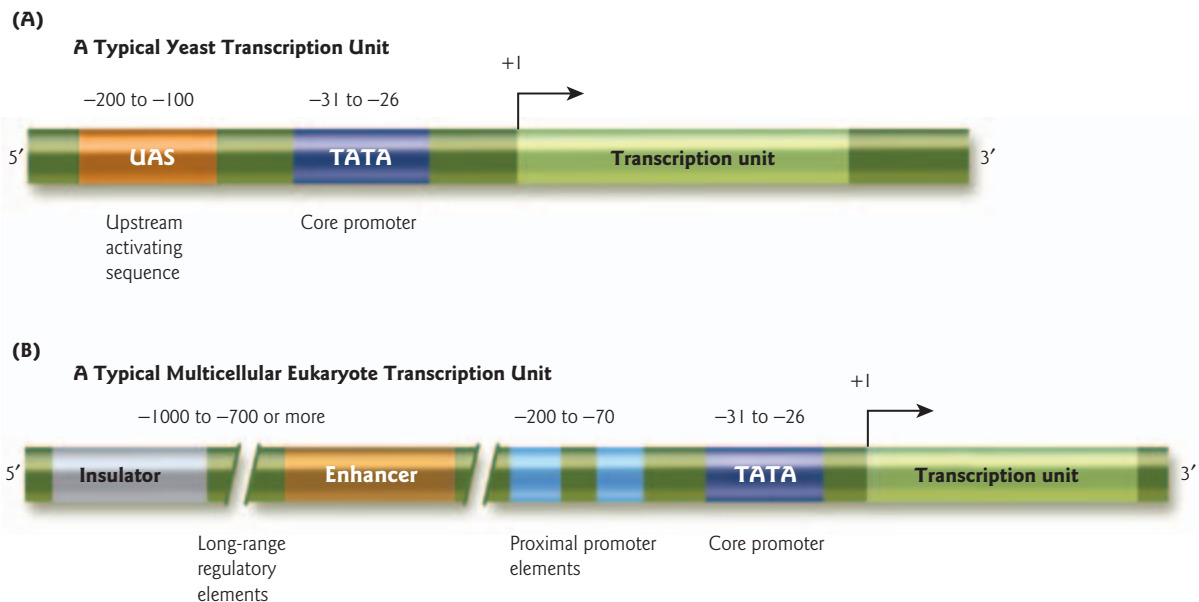 (A)
A Typical Yeast Transcription Unit
+1
−200 to −100
−31 to −26
5′
UAS
TATA
Transcription unit
3′
Upstream
activating
sequence
Core promoter
(B)
A Typical Multicellular Eukaryote Transcription Unit
+1
−1000 to −700 or more
−200 to −70
−31 to −26
5′
Insulator
Enhancer
TATA
Transcription unit
3′
Long-range
regulatory
elements
Proximal promoter
elements
Core promoter